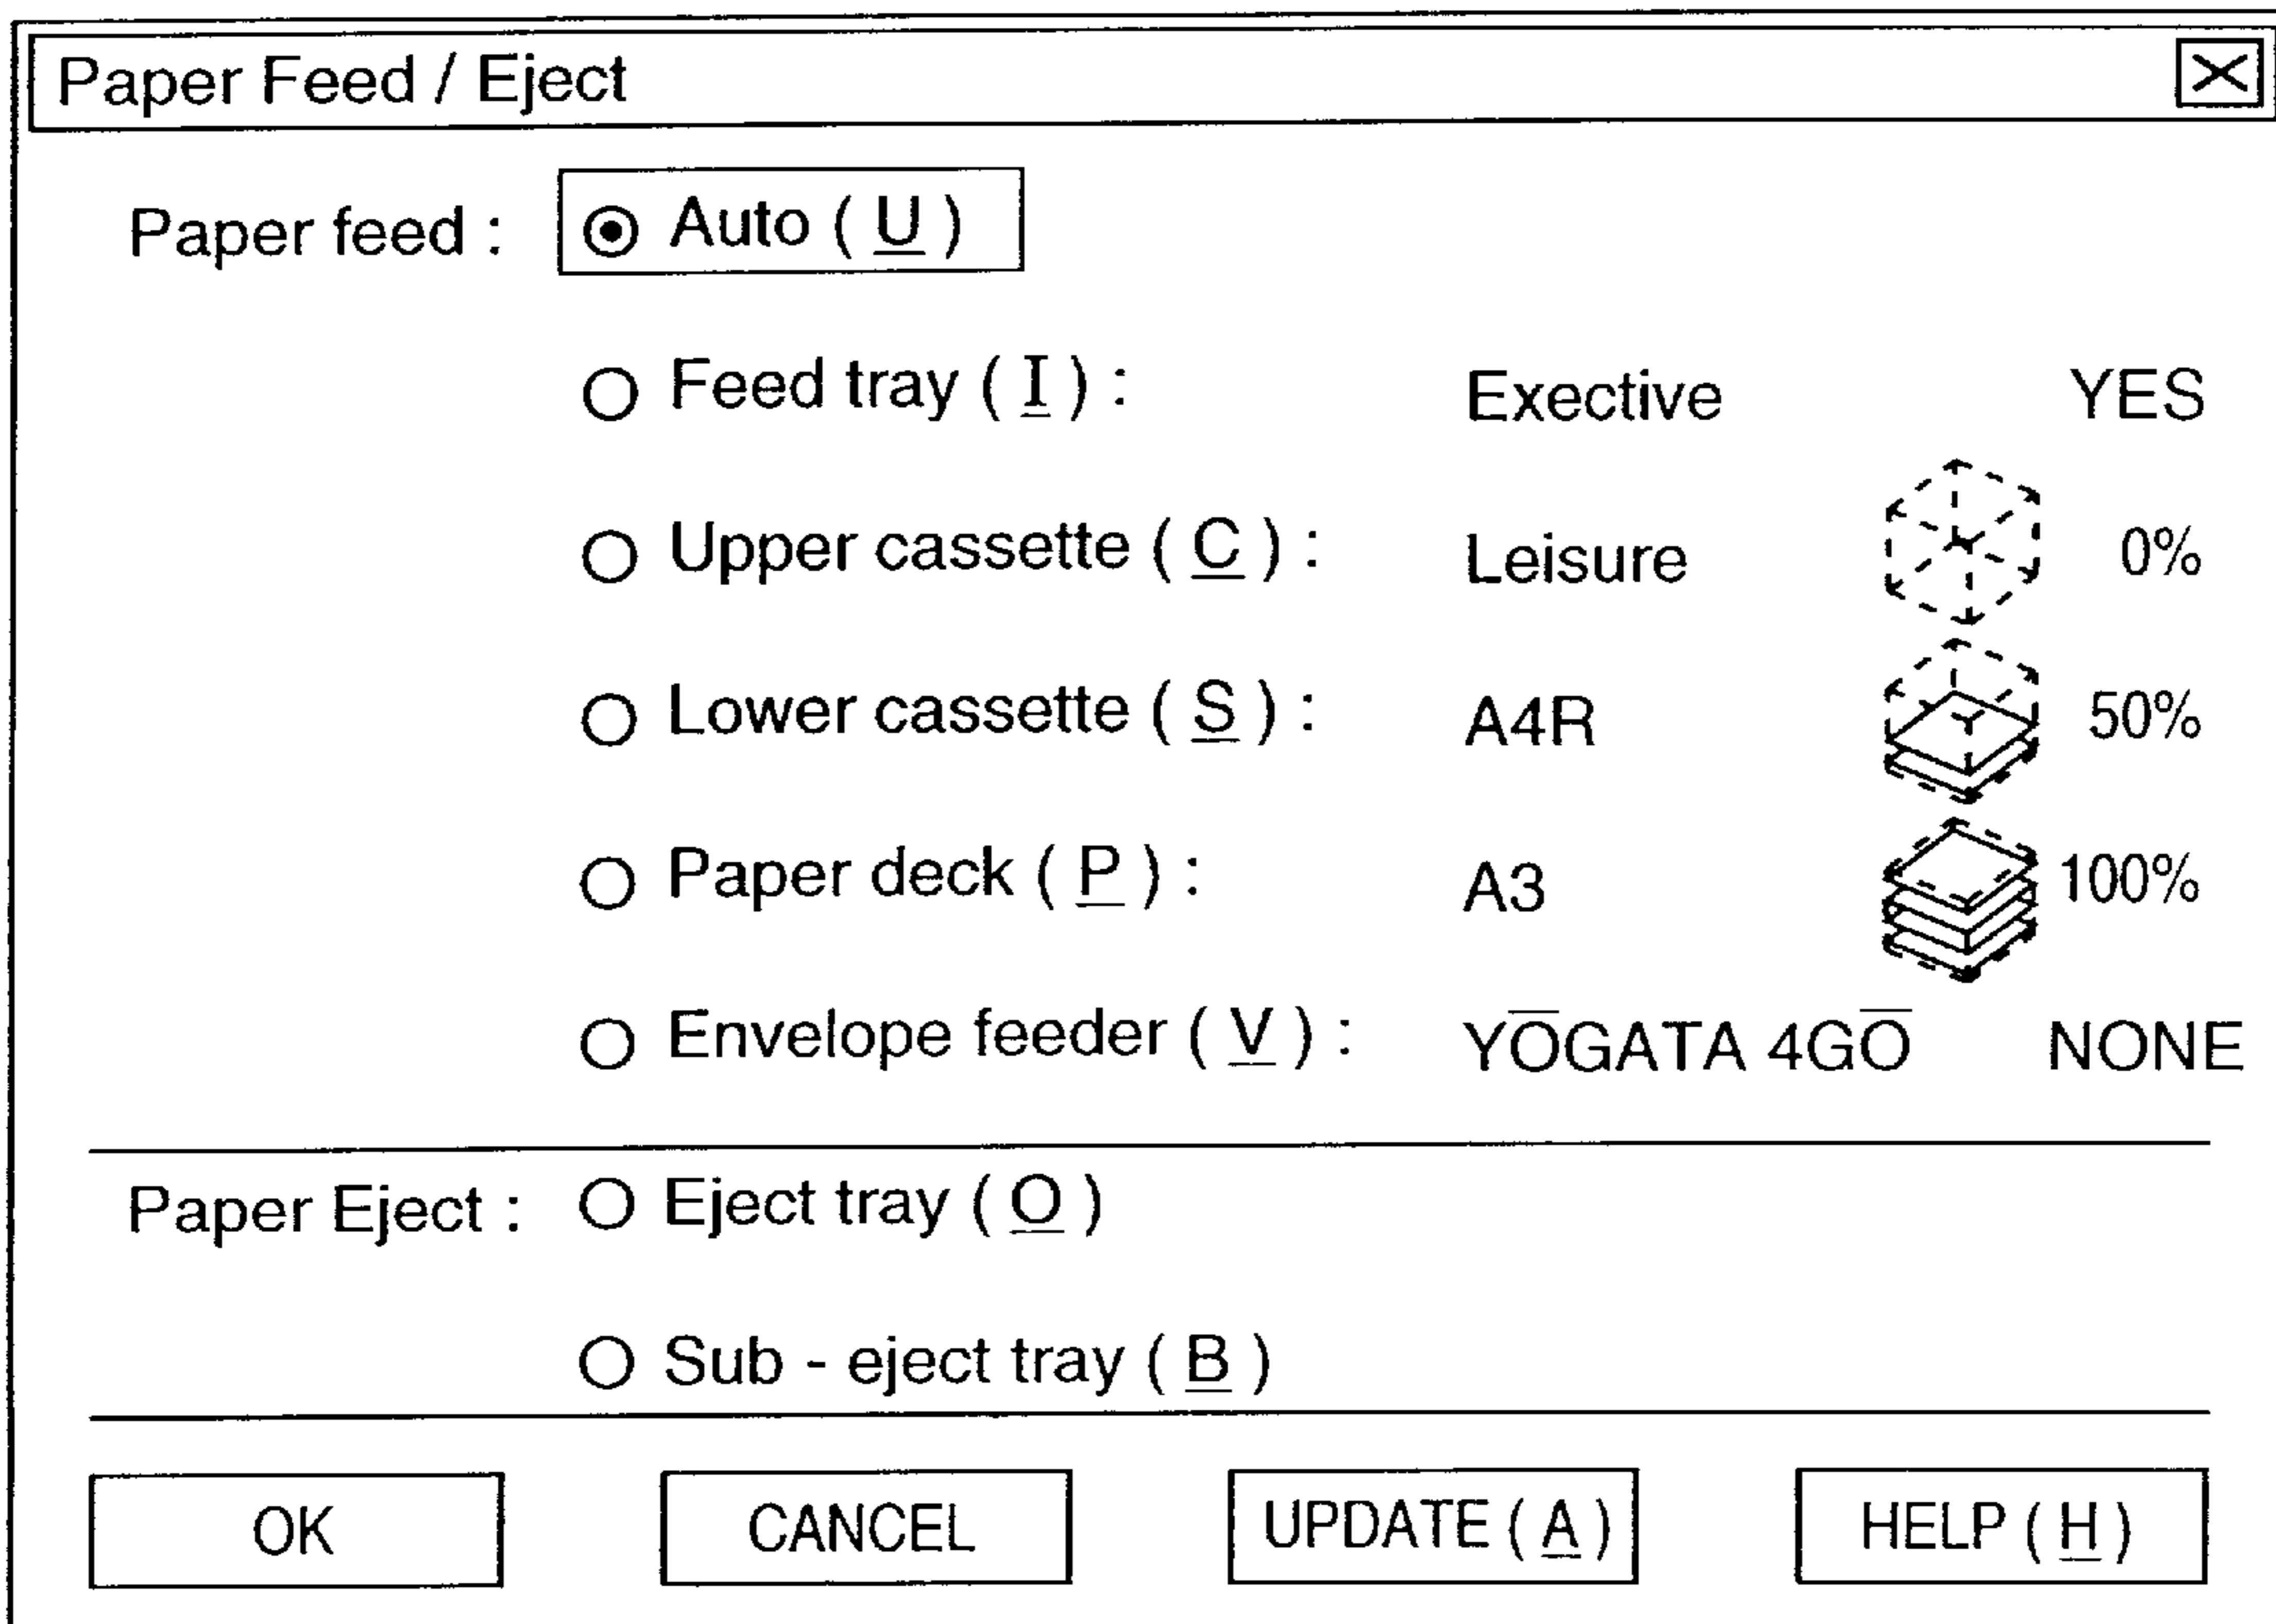 Paper Feed / Eject
Paper feed : Auto ( U )
Feed tray ( I ) : Exective YES
Upper cassette ( C ) : Leisure 0%
Lower cassette ( S ) : A4R 50%
Paper deck ( P ) : A3 100%
Envelope feeder ( V ) : YŌGATA 4GŌ NONE
Paper Eject : Eject tray ( O )
Sub - eject tray ( B )
OK CANCEL UPDATE ( A ) HELP ( H )